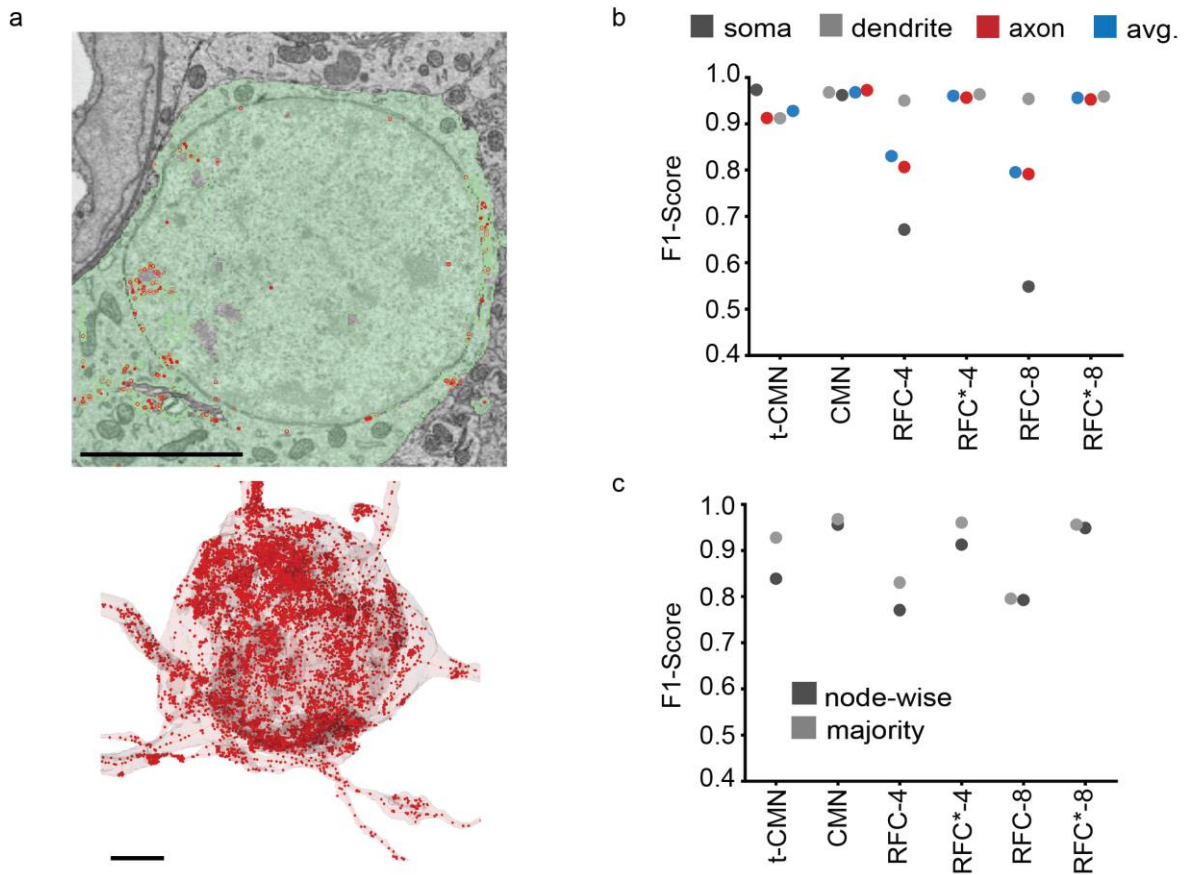 a
b
soma dendrite axon avg.
F1-Score
1.0
0.9
0.8
0.7
0.6
0.5
0.4
t-CMN
CMN
RFC-4
RFC*-4
RFC-8
RFC*-8
c
F1-Score
1.0
0.9
0.8
0.7
0.6
0.5
0.4
node-wise
majority
t-CMN
CMN
RFC-4
RFC*-4
RFC-8
RFC*-8